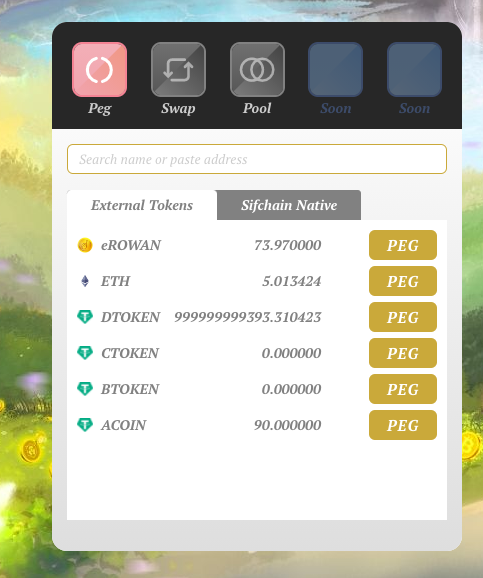 Peg Swap Pool Soon Soon
Search name or paste address
External Tokens Sifchain Native
eROWAN 73.970000 PEG
ETH 5.013424 PEG
DTOKEN 999999999393.310423 PEG
CTOKEN 0.000000 PEG
BTOKEN 0.000000 PEG
ACOIN 90.000000 PEG